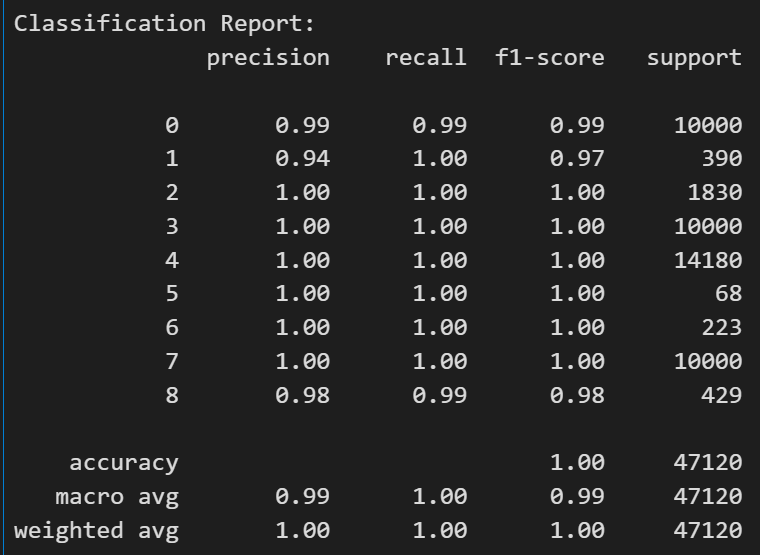 Classification Report:
precision recall f1-score support
0 0.99 0.99 0.99 10000
1 0.94 1.00 0.97 390
2 1.00 1.00 1.00 1830
3 1.00 1.00 1.00 10000
4 1.00 1.00 1.00 14180
5 1.00 1.00 1.00 68
6 1.00 1.00 1.00 223
7 1.00 1.00 1.00 10000
8 0.98 0.99 0.98 429
accuracy 1.00 47120
macro avg 0.99 1.00 0.99 47120
weighted avg 1.00 1.00 1.00 47120